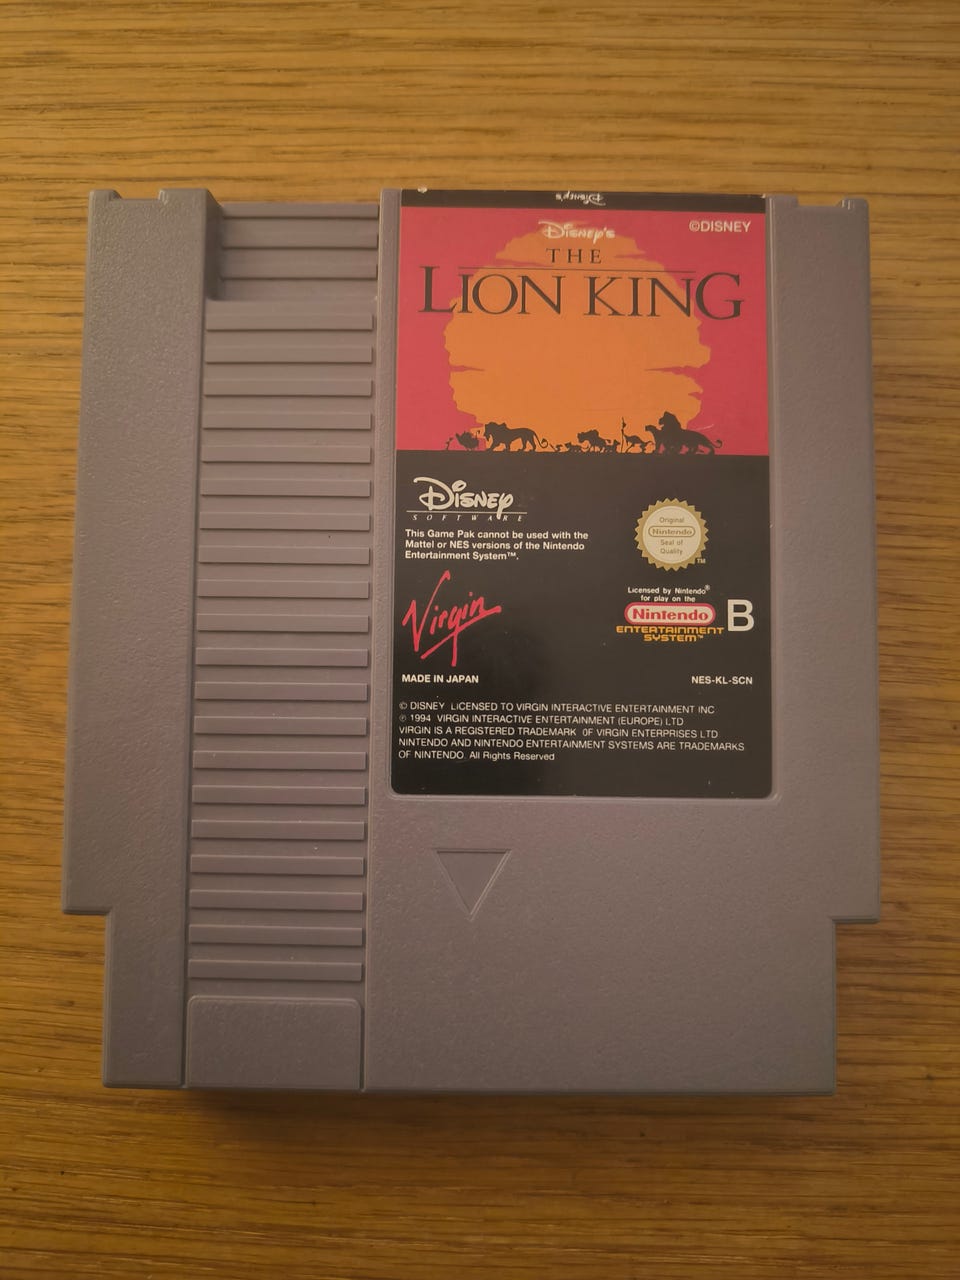 Disney's
Disney's
©DISNEY
THE
LION KING
Disney
SOFTWARE
This Game Pak cannot be used with the
Mattel or NES versions of the Nintendo
Entertainment System™.
Original
Nintendo
Seal of
Quality
TM
Virgin
Licensed by Nintendo®
for play on the
Nintendo
ENTERTAINMENT
SYSTEM™
B
MADE IN JAPAN
NES-KL-SCN
© DISNEY LICENSED TO VIRGIN INTERACTIVE ENTERTAINMENT INC
℗ 1994 VIRGIN INTERACTIVE ENTERTAINMENT (EUROPE) LTD
VIRGIN IS A REGISTERED TRADEMARK OF VIRGIN ENTERPRISES LTD
NINTENDO AND NINTENDO ENTERTAINMENT SYSTEMS ARE TRADEMARKS
OF NINTENDO. All Rights Reserved